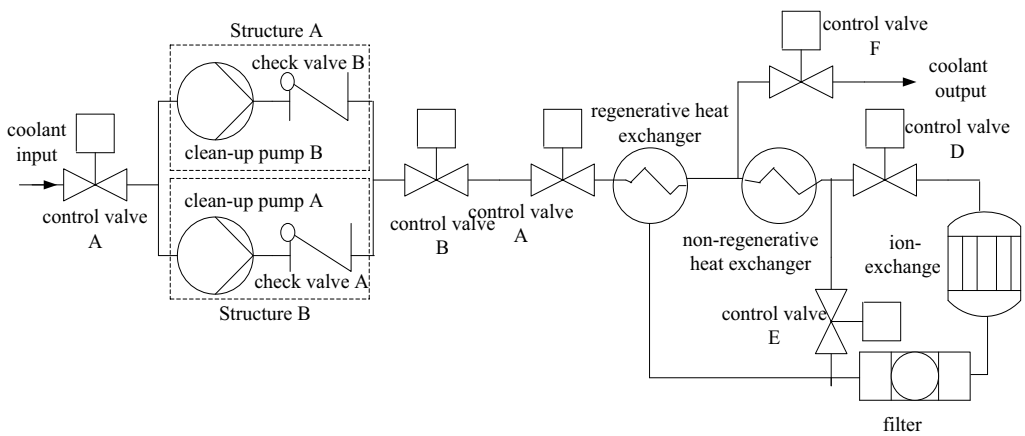 Structure A
check valve B
clean-up pump B
coolant
input
control valve
A
clean-up pump A
check valve A
Structure B
control valve
B
control valve
A
regenerative heat
exchanger
control valve
F
coolant
output
control valve
D
non-regenerative
heat exchanger
ion-
exchange
control valve
E
filter